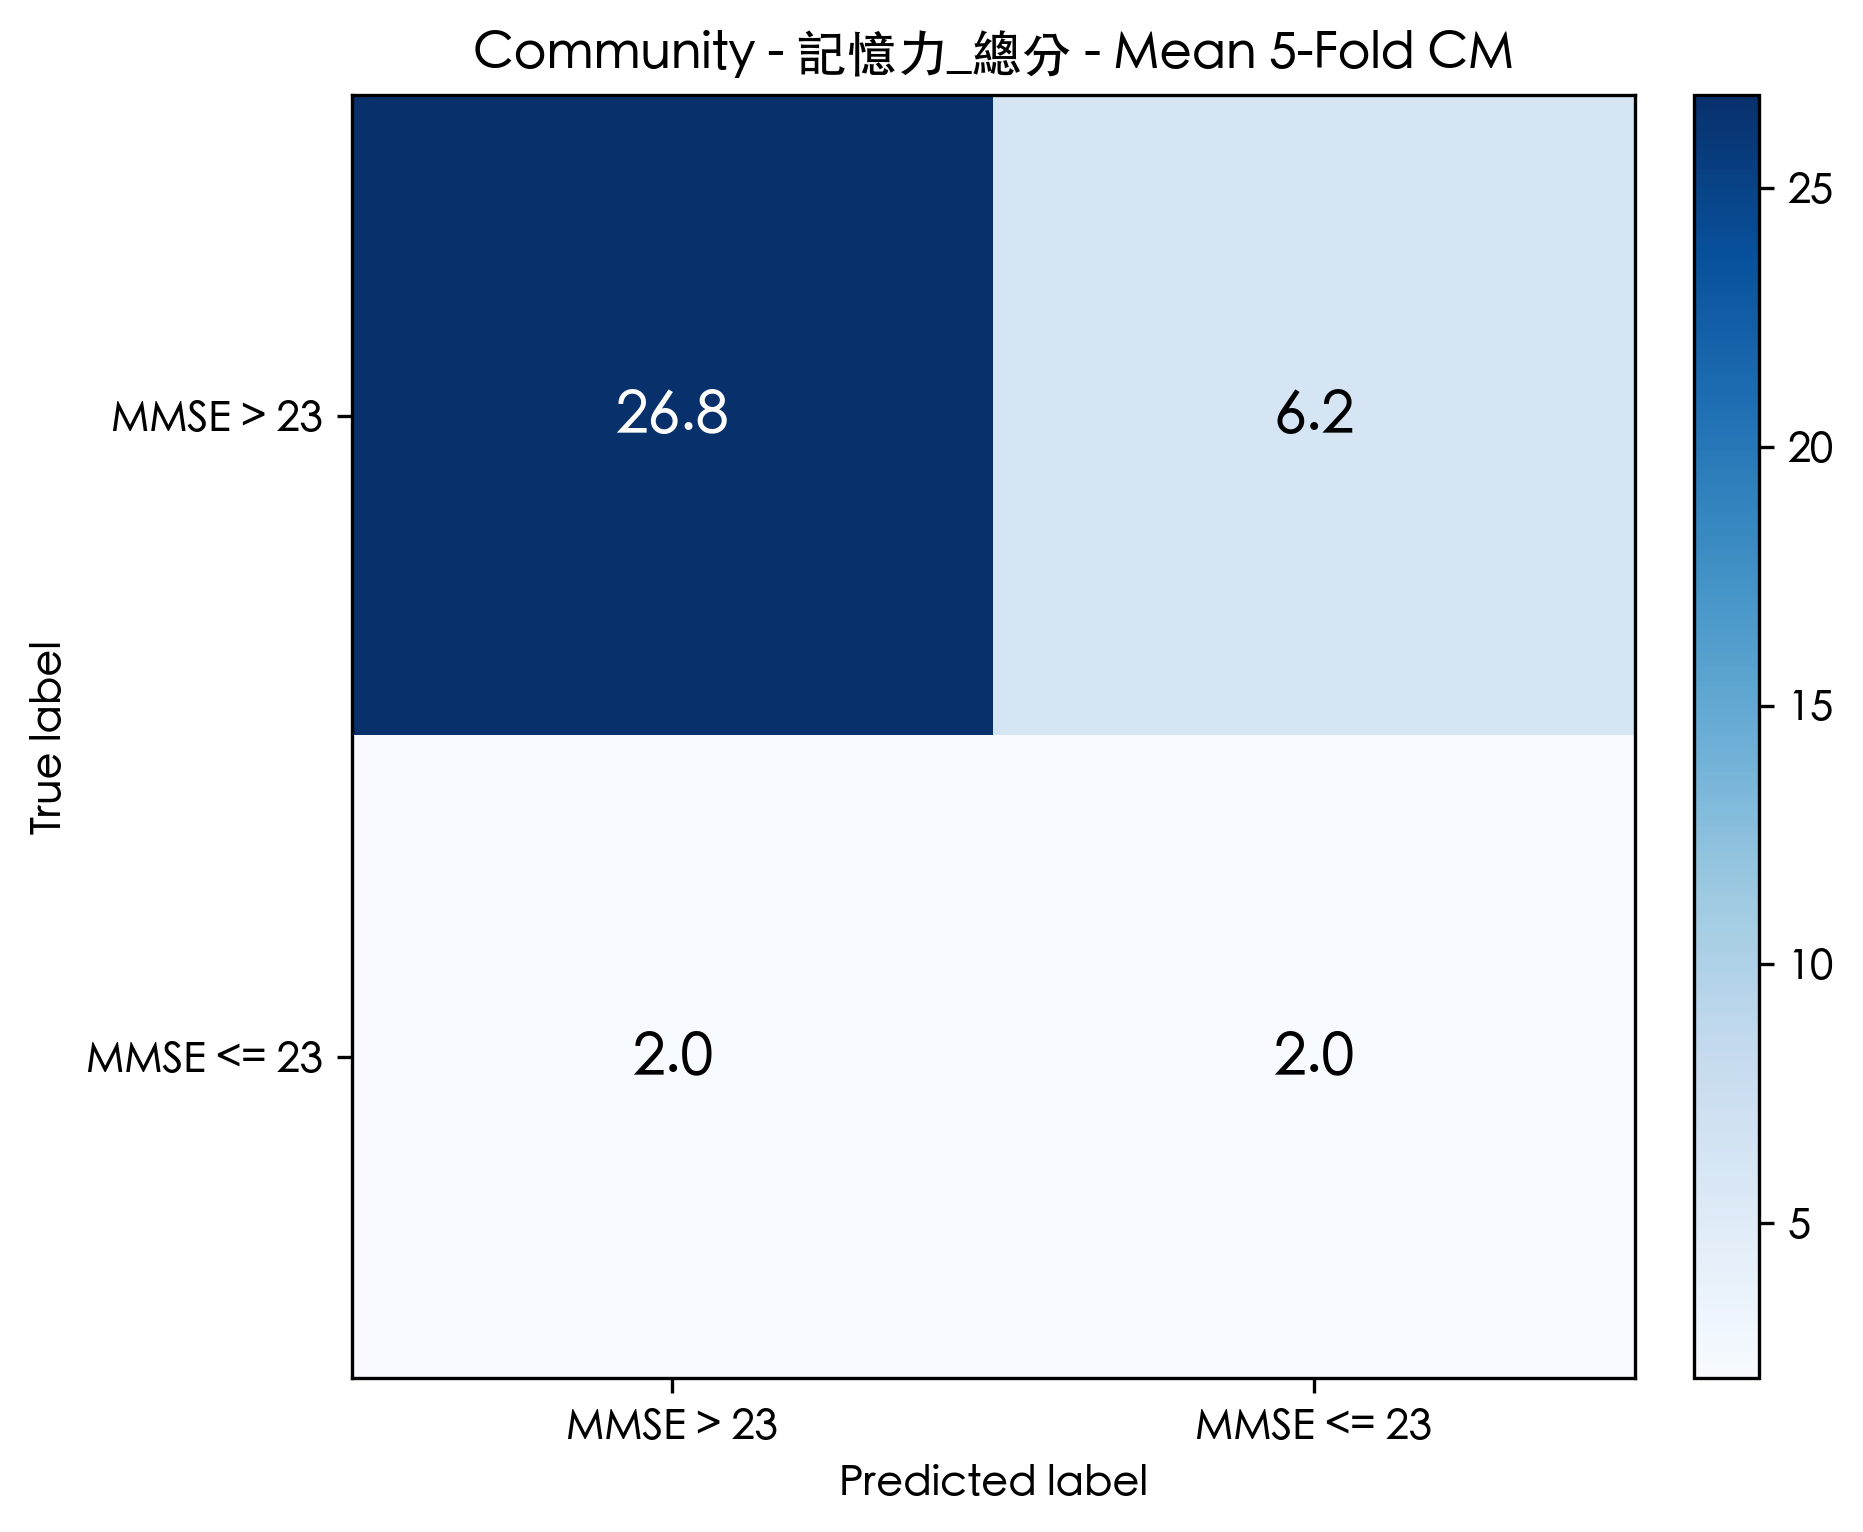 Community - 記憶力_總分 - Mean 5-Fold CM
True label
MMSE > 23
26.8
6.2
MMSE <= 23
2.0
2.0
MMSE > 23
MMSE <= 23
Predicted label
25
20
15
10
5